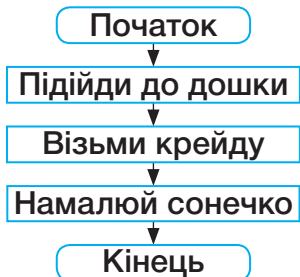 Початок
Підійди до дошки
Візьми крейду
Намалюй сонечко
Кінець